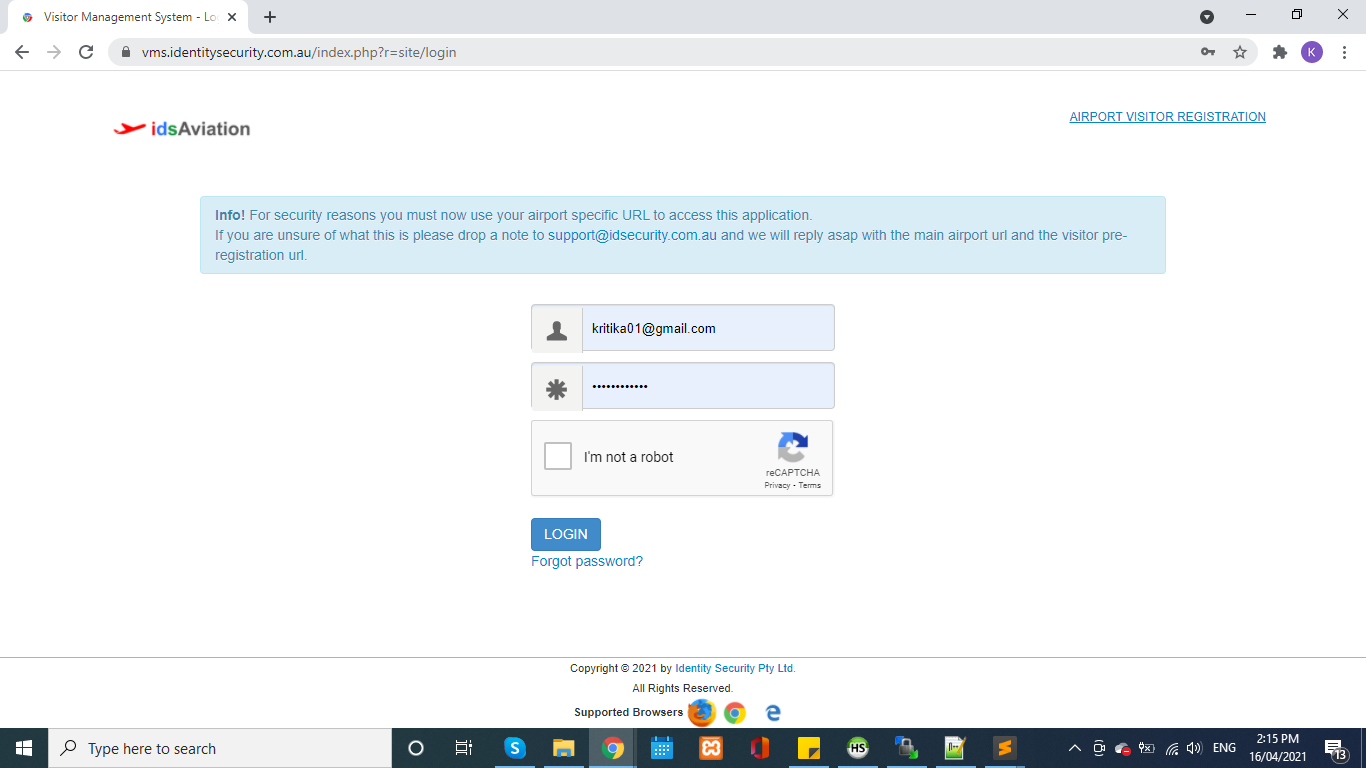 Visitor Management System - Lo
vms.identitysecurity.com.au/index.php?r=site/login
K
idsAviation
AIRPORT VISITOR REGISTRATION
Info! For security reasons you must now use your airport specific URL to access this application.
If you are unsure of what this is please drop a note to support@idsecurity.com.au and we will reply asap with the main airport url and the visitor pre-
registration url.
kritika01@gmail.com
••••••••••••
I'm not a robot
reCAPTCHA
Privacy - Terms
LOGIN
Forgot password?
Copyright © 2021 by Identity Security Pty Ltd.
All Rights Reserved.
Supported Browsers
Type here to search
HS
ENG
2:15 PM
16/04/2021
13